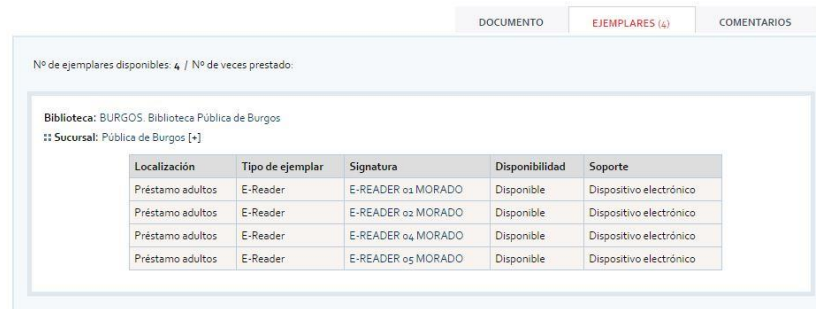 DOCUMENTO EJEMPLARES (4) COMENTARIOS
Nº de ejemplares disponibles: 4 / Nº de veces prestado:
Biblioteca: BURGOS. Biblioteca Pública de Burgos
Sucursal: Pública de Burgos [+]
Localización Tipo de ejemplar Signatura Disponibilidad Soporte
Préstamo adultos E-Reader E-READER 01 MORADO Disponible Dispositivo electrónico
Préstamo adultos E-Reader E-READER 02 MORADO Disponible Dispositivo electrónico
Préstamo adultos E-Reader E-READER 04 MORADO Disponible Dispositivo electrónico
Préstamo adultos E-Reader E-READER 05 MORADO Disponible Dispositivo electrónico